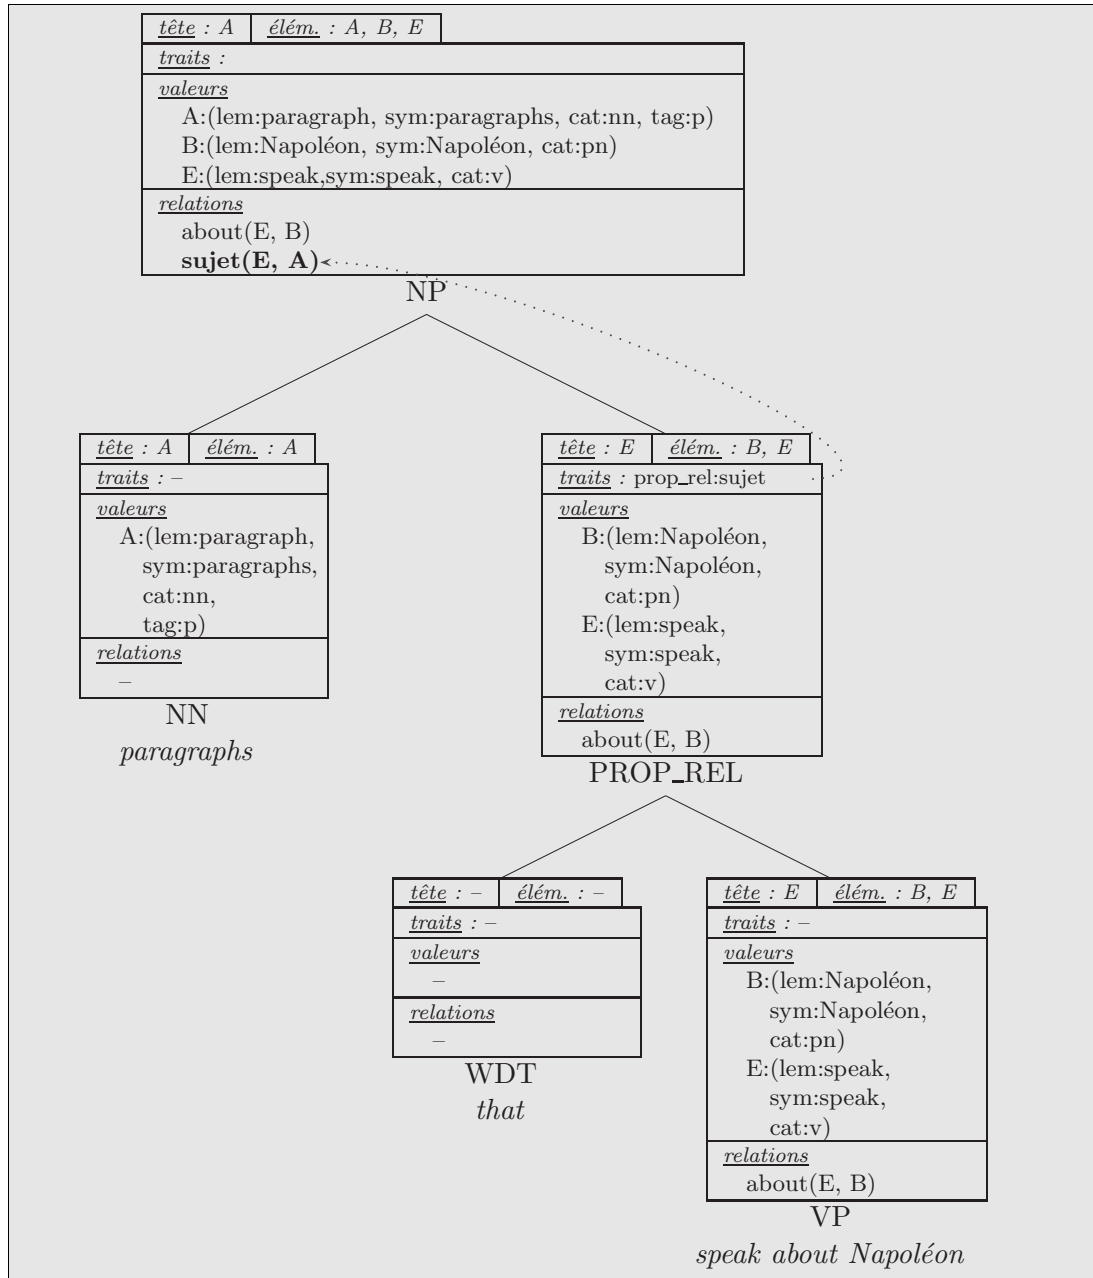 tête : A élém. : A, B, E
traits :
valeurs
A:(lem:paragraph, sym:paragraphs, cat:nn, tag:p)
B:(lem:Napoléon, sym:Napoléon, cat:pn)
E:(lem:speak,sym:speak, cat:v)
relations
about(E, B)
sujet(E, A)
NP
tête : A élém. : A
traits : –
valeurs
A:(lem:paragraph,
sym:paragraphs,
cat:nn,
tag:p)
relations
–
NN
paragraphs
tête : E élém. : B, E
traits : prop_rel:sujet
valeurs
B:(lem:Napoléon,
sym:Napoléon,
cat:pn)
E:(lem:speak,
sym:speak,
cat:v)
relations
about(E, B)
PROP_REL
tête : – élém. : –
traits : –
valeurs
–
relations
–
WDT
that
tête : E élém. : B, E
traits : –
valeurs
B:(lem:Napoléon,
sym:Napoléon,
cat:pn)
E:(lem:speak,
sym:speak,
cat:v)
relations
about(E, B)
VP
speak about Napoléon